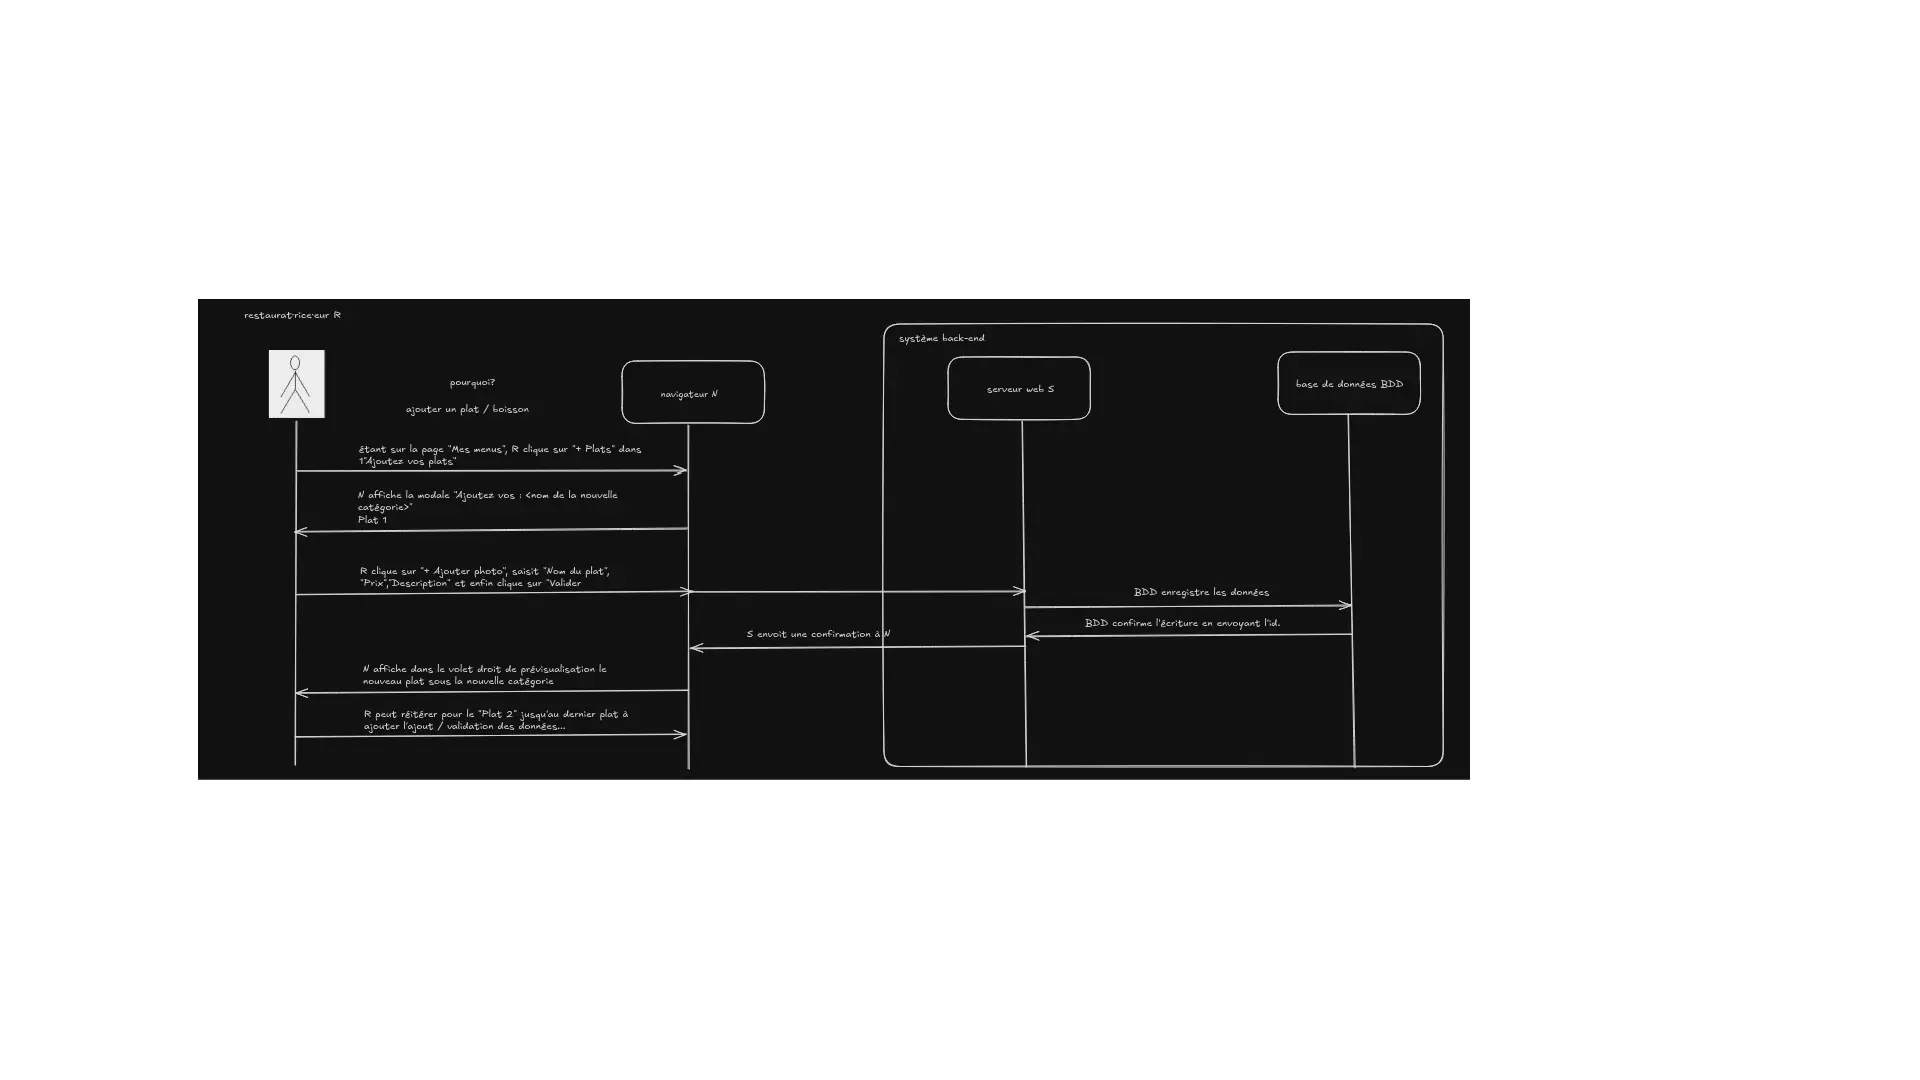 restaurat·rice·eur R
système back-end
pourquoi?
ajouter un plat / boisson
navigateur N
serveur web S
base de données BDD
étant sur la page "Mes menus", R clique sur "+ Plats" dans
1"Ajoutez vos plats"
N affiche la modale "Ajoutez vos : <nom de la nouvelle
catégorie>"
Plat 1
R clique sur "+ Ajouter photo", saisit "Nom du plat",
"Prix","Description" et enfin clique sur "Valider
BDD enregistre les données
BDD confirme l'écriture en envoyant l'id.
S envoit une confirmation à N
N affiche dans le volet droit de prévisualisation le
nouveau plat sous la nouvelle catégorie
R peut réitérer pour le "Plat 2" jusqu'au dernier plat à
ajouter l'ajout / validation des données...